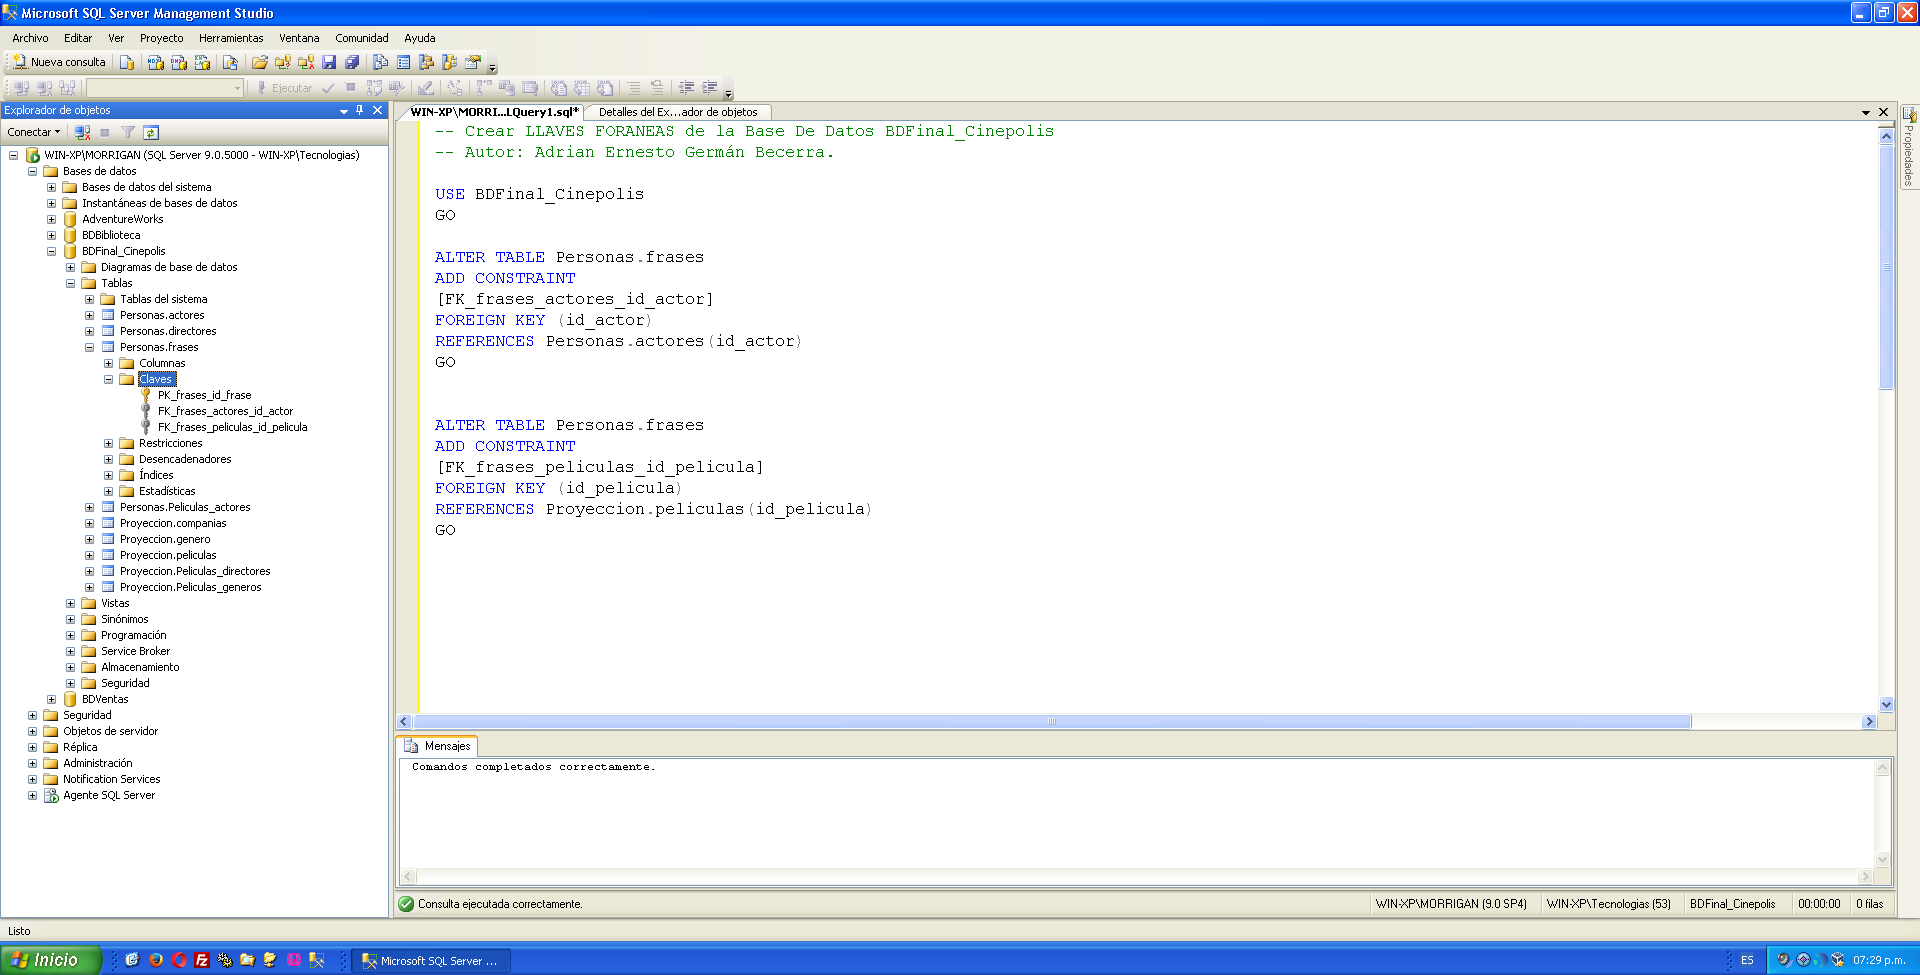 Microsoft SQL Server Management Studio
Archivo Editar Ver Proyecto Herramientas Ventana Comunidad Ayuda
Nueva consulta
Ejecutar
Explorador de objetos
Conectar
WIN-XP\MORRIGAN (SQL Server 9.0.5000 - WIN-XP\Tecnologias)
Bases de datos
Bases de datos del sistema
Instantáneas de bases de datos
AdventureWorks
BDBiblioteca
BDFinal_Cinepolis
Diagramas de base de datos
Tablas
Tablas del sistema
Personas.actores
Personas.directores
Personas.frases
Columnas
Claves
PK_frases_id_frase
FK_frases_actores_id_actor
FK_frases_peliculas_id_pelicula
Restricciones
Desencadenadores
Índices
Estadísticas
Personas.Peliculas_actores
Proyeccion.companias
Proyeccion.genero
Proyeccion.peliculas
Proyeccion.Peliculas_directores
Proyeccion.Peliculas_generos
Vistas
Sinónimos
Programación
Service Broker
Almacenamiento
Seguridad
BDVentas
Seguridad
Objetos de servidor
Réplica
Administración
Notification Services
Agente SQL Server
WIN-XP\MORRI...LQuery1.sql* Detalles del Ex...ador de objetos
-- Crear LLAVES FORANEAS de la Base De Datos BDFinal_Cinepolis
-- Autor: Adrian Ernesto Germán Becerra.
USE BDFinal_Cinepolis
GO
ALTER TABLE Personas.frases
ADD CONSTRAINT
[FK_frases_actores_id_actor]
FOREIGN KEY (id_actor)
REFERENCES Personas.actores(id_actor)
GO
ALTER TABLE Personas.frases
ADD CONSTRAINT
[FK_frases_peliculas_id_pelicula]
FOREIGN KEY (id_pelicula)
REFERENCES Proyeccion.peliculas(id_pelicula)
GO
Propiedades
Mensajes
Comandos completados correctamente.
Consulta ejecutada correctamente. WIN-XP\MORRIGAN (9.0 SP4) WIN-XP\Tecnologias (53) BDFinal_Cinepolis 00:00:00 0 filas
Listo
Inicio Microsoft SQL Server ... ES 07:29 p.m.